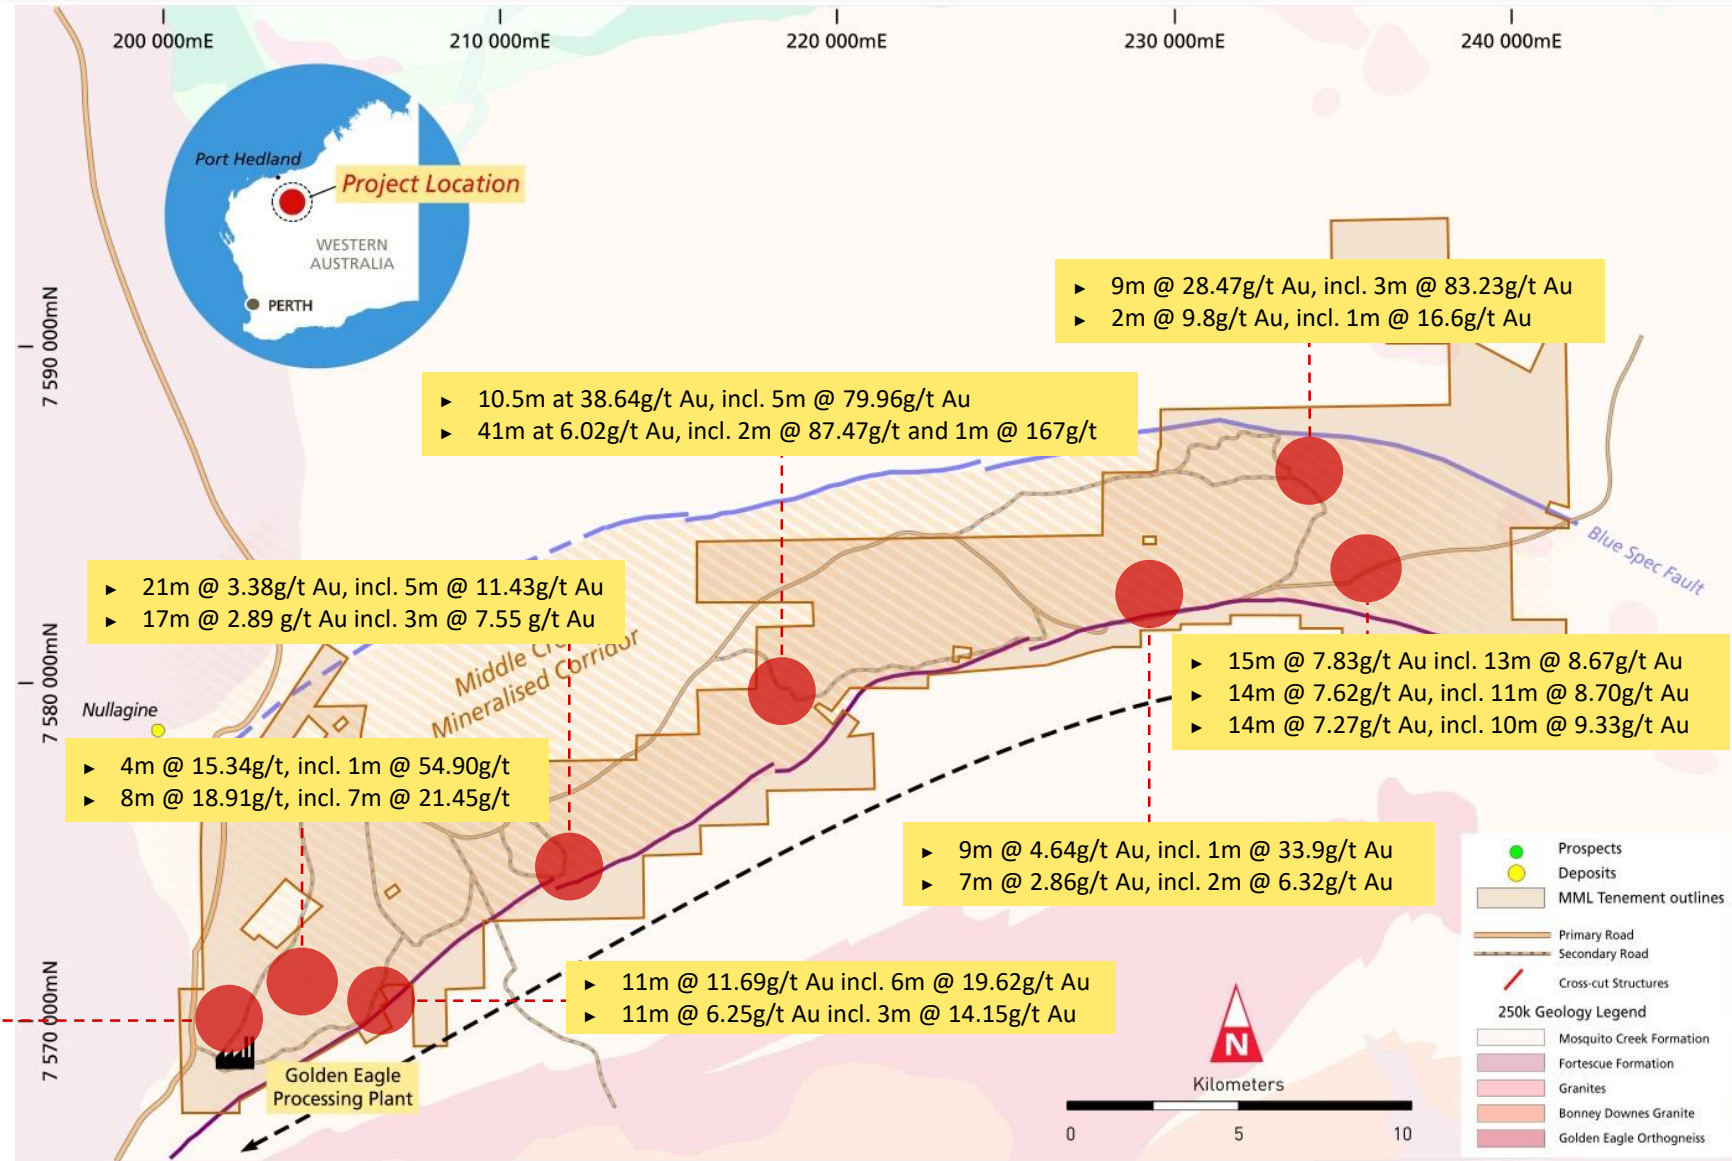 200 000mE
210 000mE
220 000mE
230 000mE
240 000mE
Port Hedland
Project Location
WESTERN
AUSTRALIA
PERTH
7 590 000mN
► 9m @ 28.47g/t Au, incl. 3m @ 83.23g/t Au
► 2m @ 9.8g/t Au, incl. 1m @ 16.6g/t Au
► 10.5m at 38.64g/t Au, incl. 5m @ 79.96g/t Au
► 41m at 6.02g/t Au, incl. 2m @ 87.47g/t and 1m @ 167g/t
Blue Spec Fault
► 21m @ 3.38g/t Au, incl. 5m @ 11.43g/t Au
► 17m @ 2.89 g/t Au incl. 3m @ 7.55 g/t Au
Middle
Mineralised Corridor
7 580 000mN
Nullagine
► 15m @ 7.83g/t Au incl. 13m @ 8.67g/t Au
► 14m @ 7.62g/t Au, incl. 11m @ 8.70g/t Au
► 14m @ 7.27g/t Au, incl. 10m @ 9.33g/t Au
► 4m @ 15.34g/t, incl. 1m @ 54.90g/t
► 8m @ 18.91g/t, incl. 7m @ 21.45g/t
► 9m @ 4.64g/t Au, incl. 1m @ 33.9g/t Au
► 7m @ 2.86g/t Au, incl. 2m @ 6.32g/t Au
7 570 000mN
► 11m @ 11.69g/t Au incl. 6m @ 19.62g/t Au
► 11m @ 6.25g/t Au incl. 3m @ 14.15g/t Au
Golden Eagle
Processing Plant
N
Kilometers
0 5 10
Prospects
Deposits
MML Tenement outlines
Primary Road
Secondary Road
Cross-cut Structures
250k Geology Legend
Mosquito Creek Formation
Fortescue Formation
Granites
Bonney Downes Granite
Golden Eagle Orthogneiss